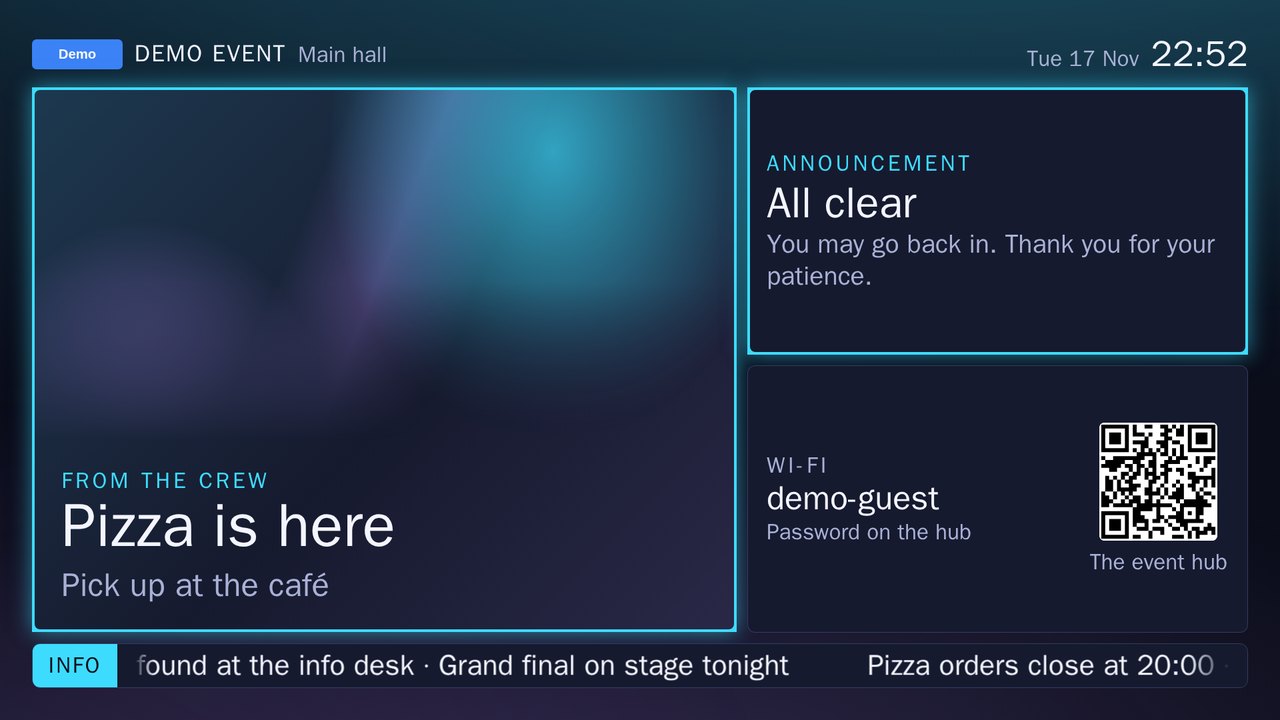 Demo
DEMO EVENT Main hall
Tue 17 Nov 22:52
FROM THE CREW
Pizza is here
Pick up at the café
ANNOUNCEMENT
All clear
You may go back in. Thank you for your
patience.
WI-FI
demo-guest
Password on the hub
The event hub
INFO
found at the info desk · Grand final on stage tonight Pizza orders close at 20:00 ·